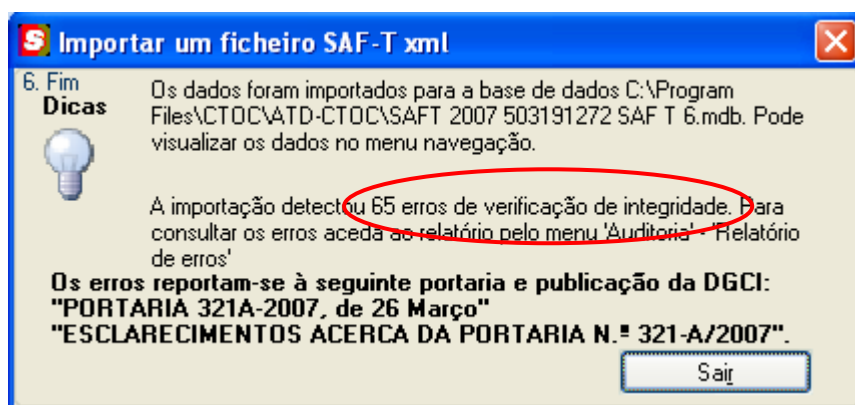 S Importar um ficheiro SAF-T xml
6. Fim
Dicas
Os dados foram importados para a base de dados C:\Program
Files\CTOC\ATD-CTOC\SAFT 2007 503191272 SAF T 6.mdb. Pode
visualizar os dados no menu navegação.
A importação detectou 65 erros de verificação de integridade. Para
consultar os erros aceda ao relatório pelo menu 'Auditoria' - 'Relatório
de erros'
Os erros reportam-se à seguinte portaria e publicação da DGCI:
"PORTARIA 321A-2007, de 26 Março"
"ESCLARECIMENTOS ACERCA DA PORTARIA N.º 321-A/2007".
Sair